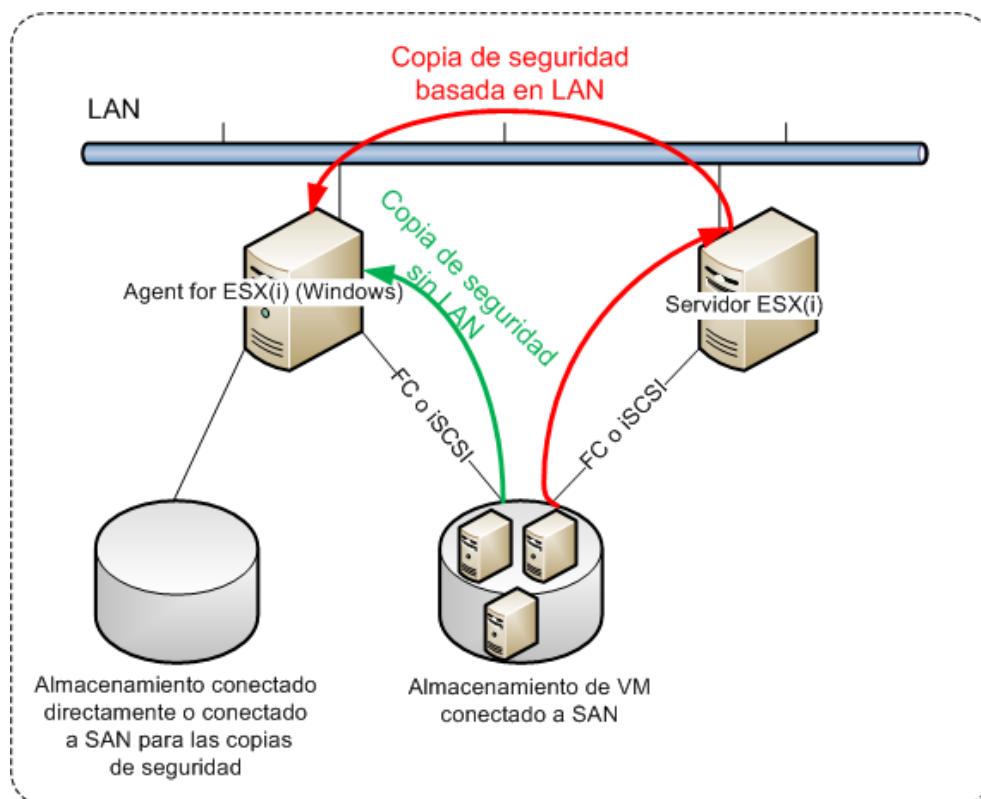 Copia de seguridad
basada en LAN
LAN
Copia de seguridad
sin LAN
Agent for ESX(i) (Windows)
Servidor ESX(i)
FC o iSCSI
FC o iSCSI
Almacenamiento conectado
directamente o conectado
a SAN para las copias
de seguridad
Almacenamiento de VM
conectado a SAN